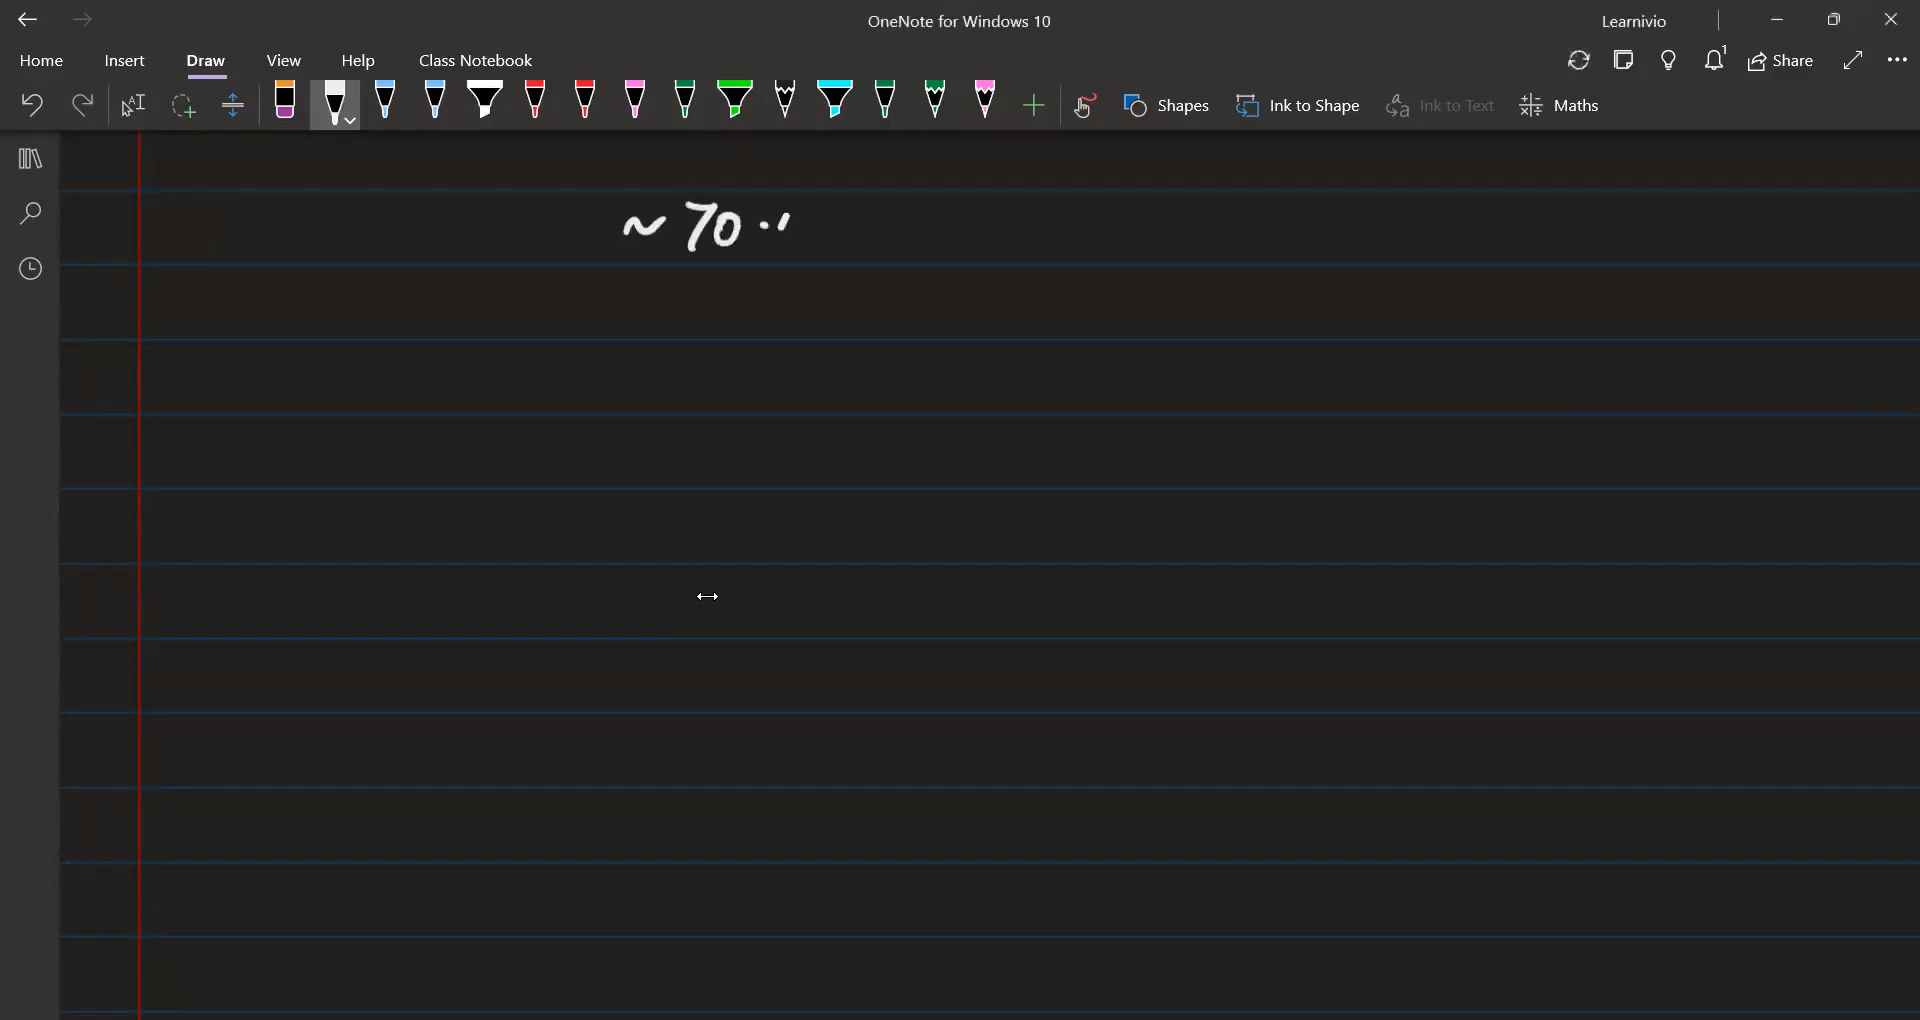 OneNote for Windows 10
Learnivio
Home Insert Draw View Help Class Notebook
1
Share
Shapes Ink to Shape Ink to Text Maths
~ 70